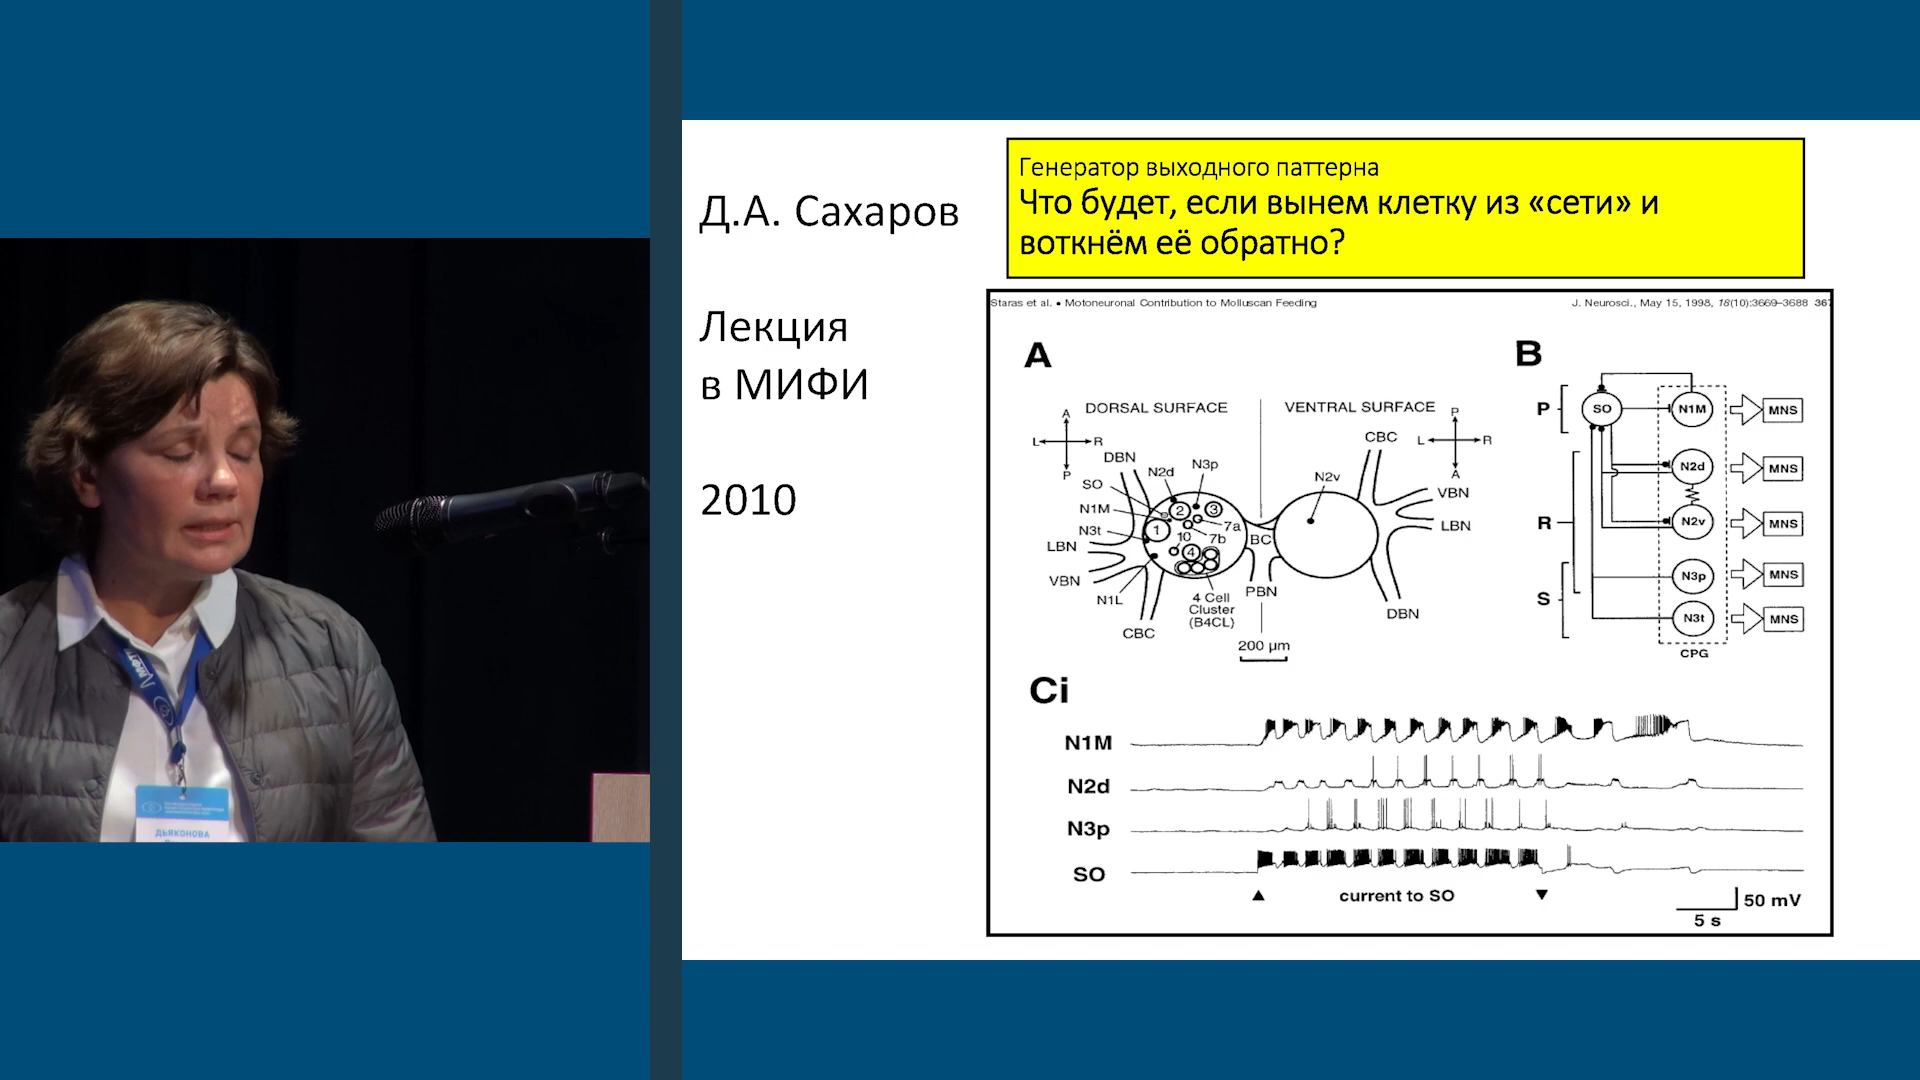 Д.А. Сахаров
Лекция
в МИФИ
2010
Генератор выходного паттерна
Что будет, если вынем клетку из «сети» и
воткнём её обратно?
Staras et al. • Motoneuronal Contribution to Molluscan Feeding
J. Neurosci., May 15, 1998, 18(10):3669–3688 367
A
DORSAL SURFACE
VENTRAL SURFACE
A
L
R
P
P
L
R
A
DBN
N2d
N3p
SO
N1M
N3t
LBN
VBN
N1L
CBC
1
2
3
7a
7b
10
4
4 Cell
Cluster
(B4CL)
BC
PBN
200 µm
N2v
CBC
VBN
LBN
DBN
B
P
SO
N1M
MNS
N2d
MNS
R
N2v
MNS
N3p
MNS
S
N3t
MNS
CPG
Ci
N1M
N2d
N3p
SO
current to SO
50 mV
5 s
ДЬЯКОНОВА